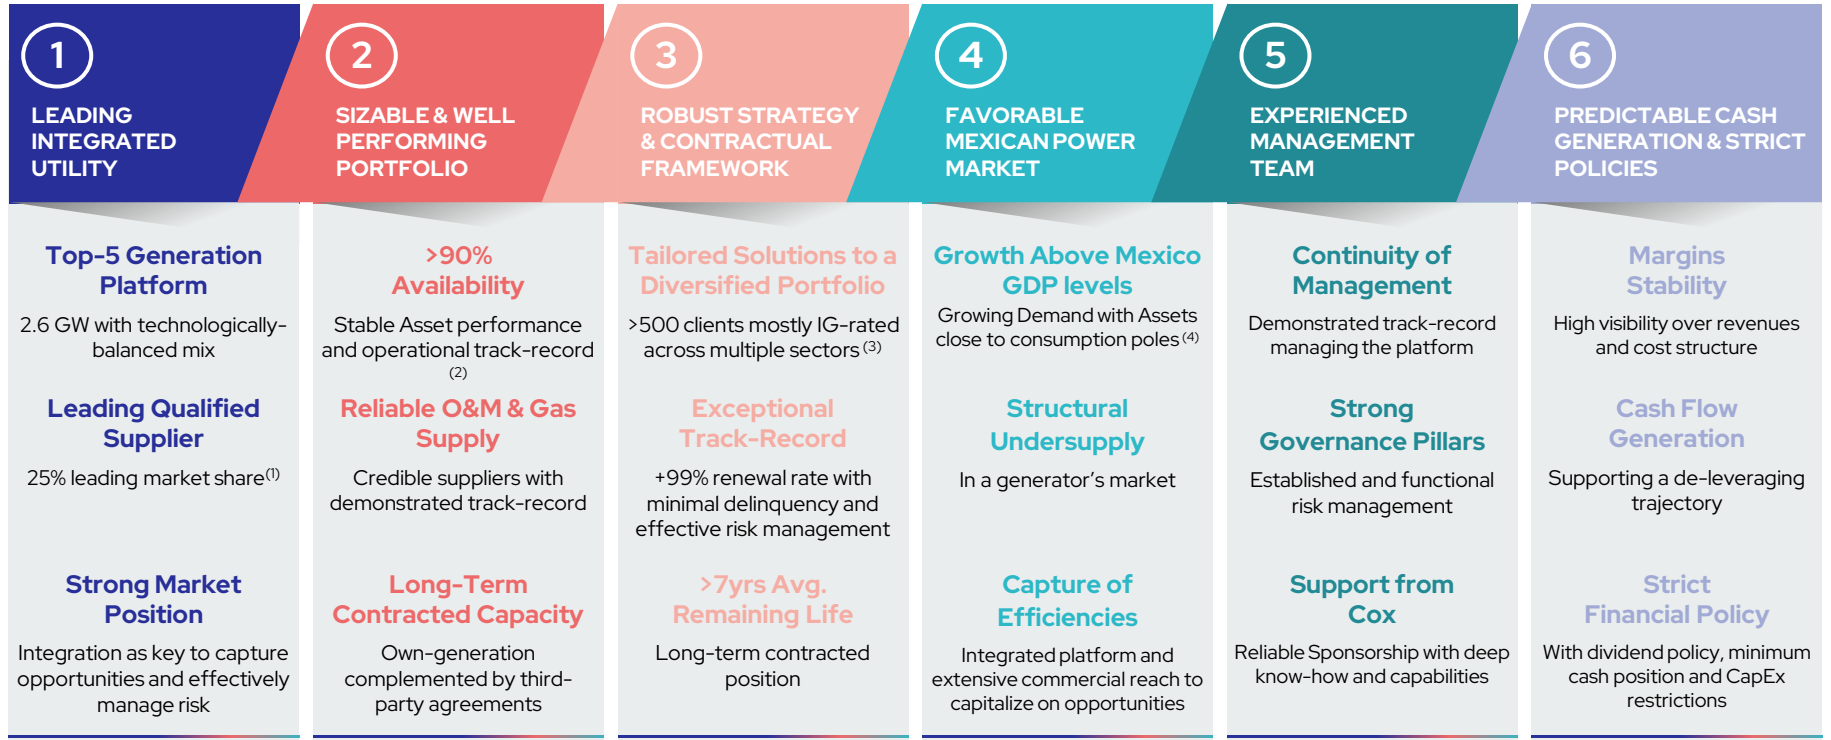 1
LEADING
INTEGRATED
UTILITY
Top-5 Generation
Platform
2.6 GW with technologically-
balanced mix
Leading Qualified
Supplier
25% leading market share(1)
Strong Market
Position
Integration as key to capture
opportunities and effectively
manage risk
2
SIZABLE & WELL
PERFORMING
PORTFOLIO
>90%
Availability
Stable Asset performance
and operational track-record
(2)
Reliable O&M & Gas
Supply
Credible suppliers with
demonstrated track-record
Long-Term
Contracted Capacity
Own-generation
complemented by third-
party agreements
3
ROBUST STRATEGY
& CONTRACTUAL
FRAMEWORK
Tailored Solutions to a
Diversified Portfolio
>500 clients mostly IG-rated
across multiple sectors (3)
Exceptional
Track-Record
+99% renewal rate with
minimal delinquency and
effective risk management
>7yrs Avg.
Remaining Life
Long-term contracted
position
4
FAVORABLE
MEXICAN POWER
MARKET
Growth Above Mexico
GDP levels
Growing Demand with Assets
close to consumption poles (4)
Structural
Undersupply
In a generator's market
Capture of
Efficiencies
Integrated platform and
extensive commercial reach to
capitalize on opportunities
5
EXPERIENCED
MANAGEMENT
TEAM
Continuity of
Management
Demonstrated track-record
managing the platform
Strong
Governance Pillars
Established and functional
risk management
Support from
Cox
Reliable Sponsorship with deep
know-how and capabilities
6
PREDICTABLE CASH
GENERATION & STRICT
POLICIES
Margins
Stability
High visibility over revenues
and cost structure
Cash Flow
Generation
Supporting a de-leveraging
trajectory
Strict
Financial Policy
With dividend policy, minimum
cash position and CapEx
restrictions